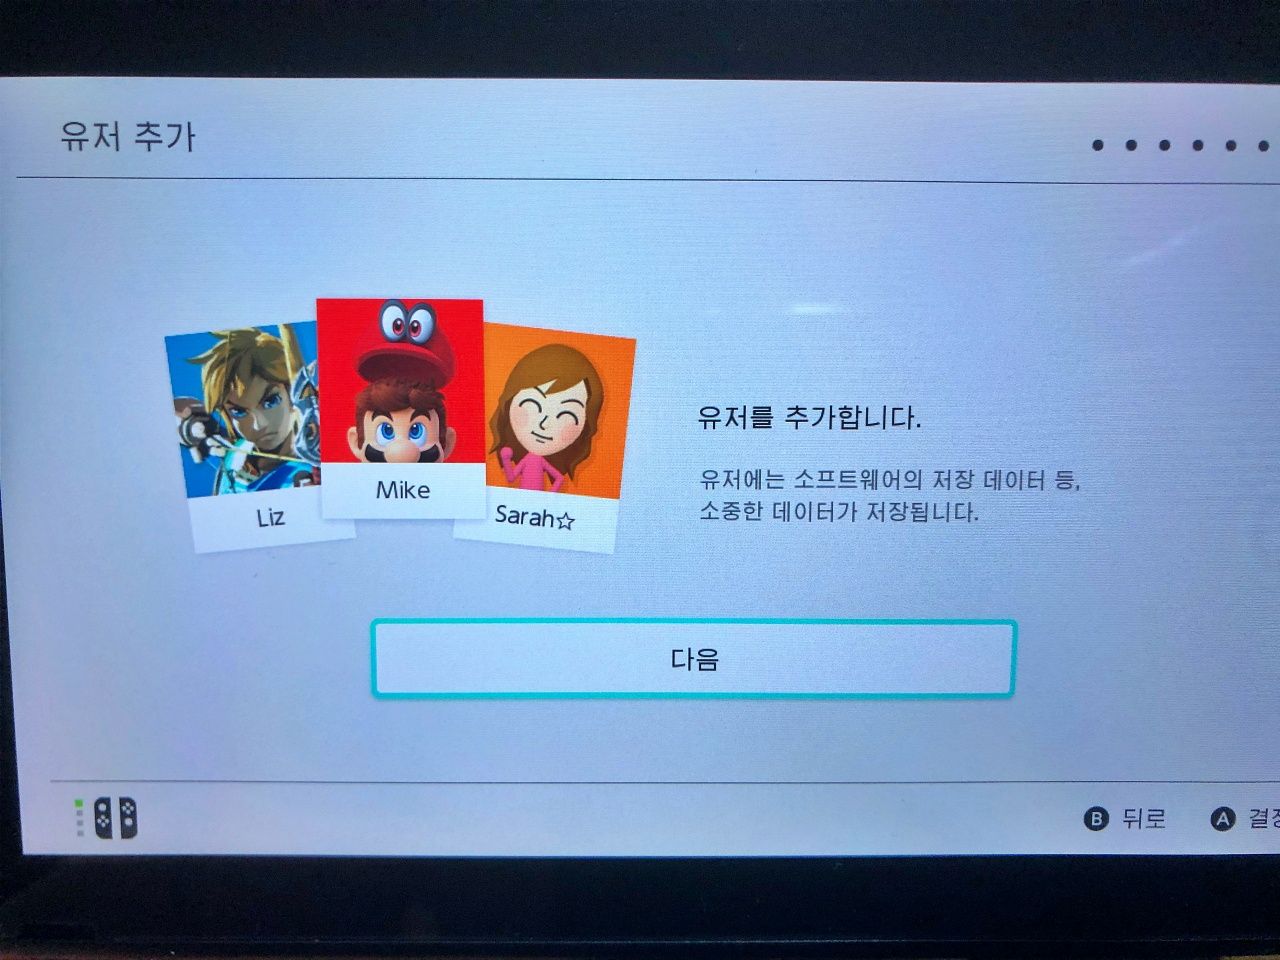 유저 추가
Liz
Mike
Sarah☆
유저를 추가합니다.
유저에는 소프트웨어의 저장 데이터 등,
소중한 데이터가 저장됩니다.
다음
B 뒤로 A